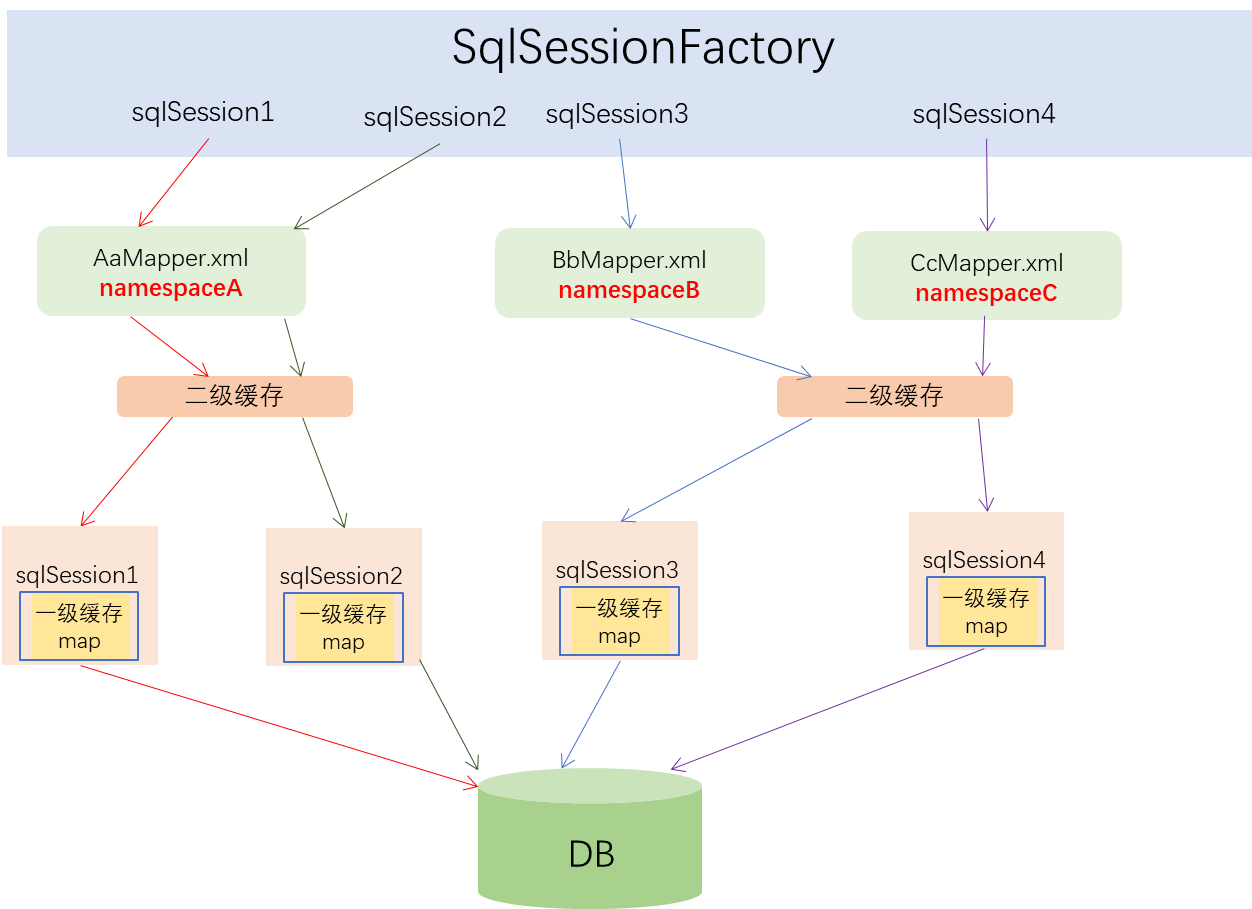 SqlSessionFactory
sqlSession1
sqlSession2
sqlSession3
sqlSession4
AaMapper.xml
namespaceA
BbMapper.xml
namespaceB
CcMapper.xml
namespaceC
二级缓存
二级缓存
sqlSession1
一级缓存
map
sqlSession2
一级缓存
map
sqlSession3
一级缓存
map
sqlSession4
一级缓存
map
DB